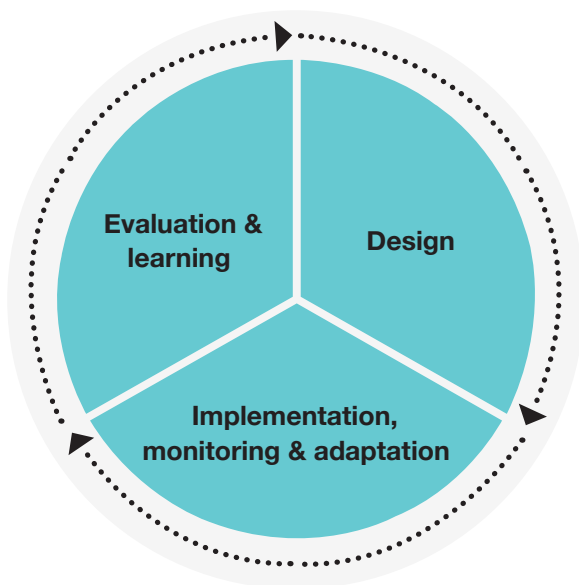 Evaluation &
learning
Design
Implementation,
monitoring & adaptation